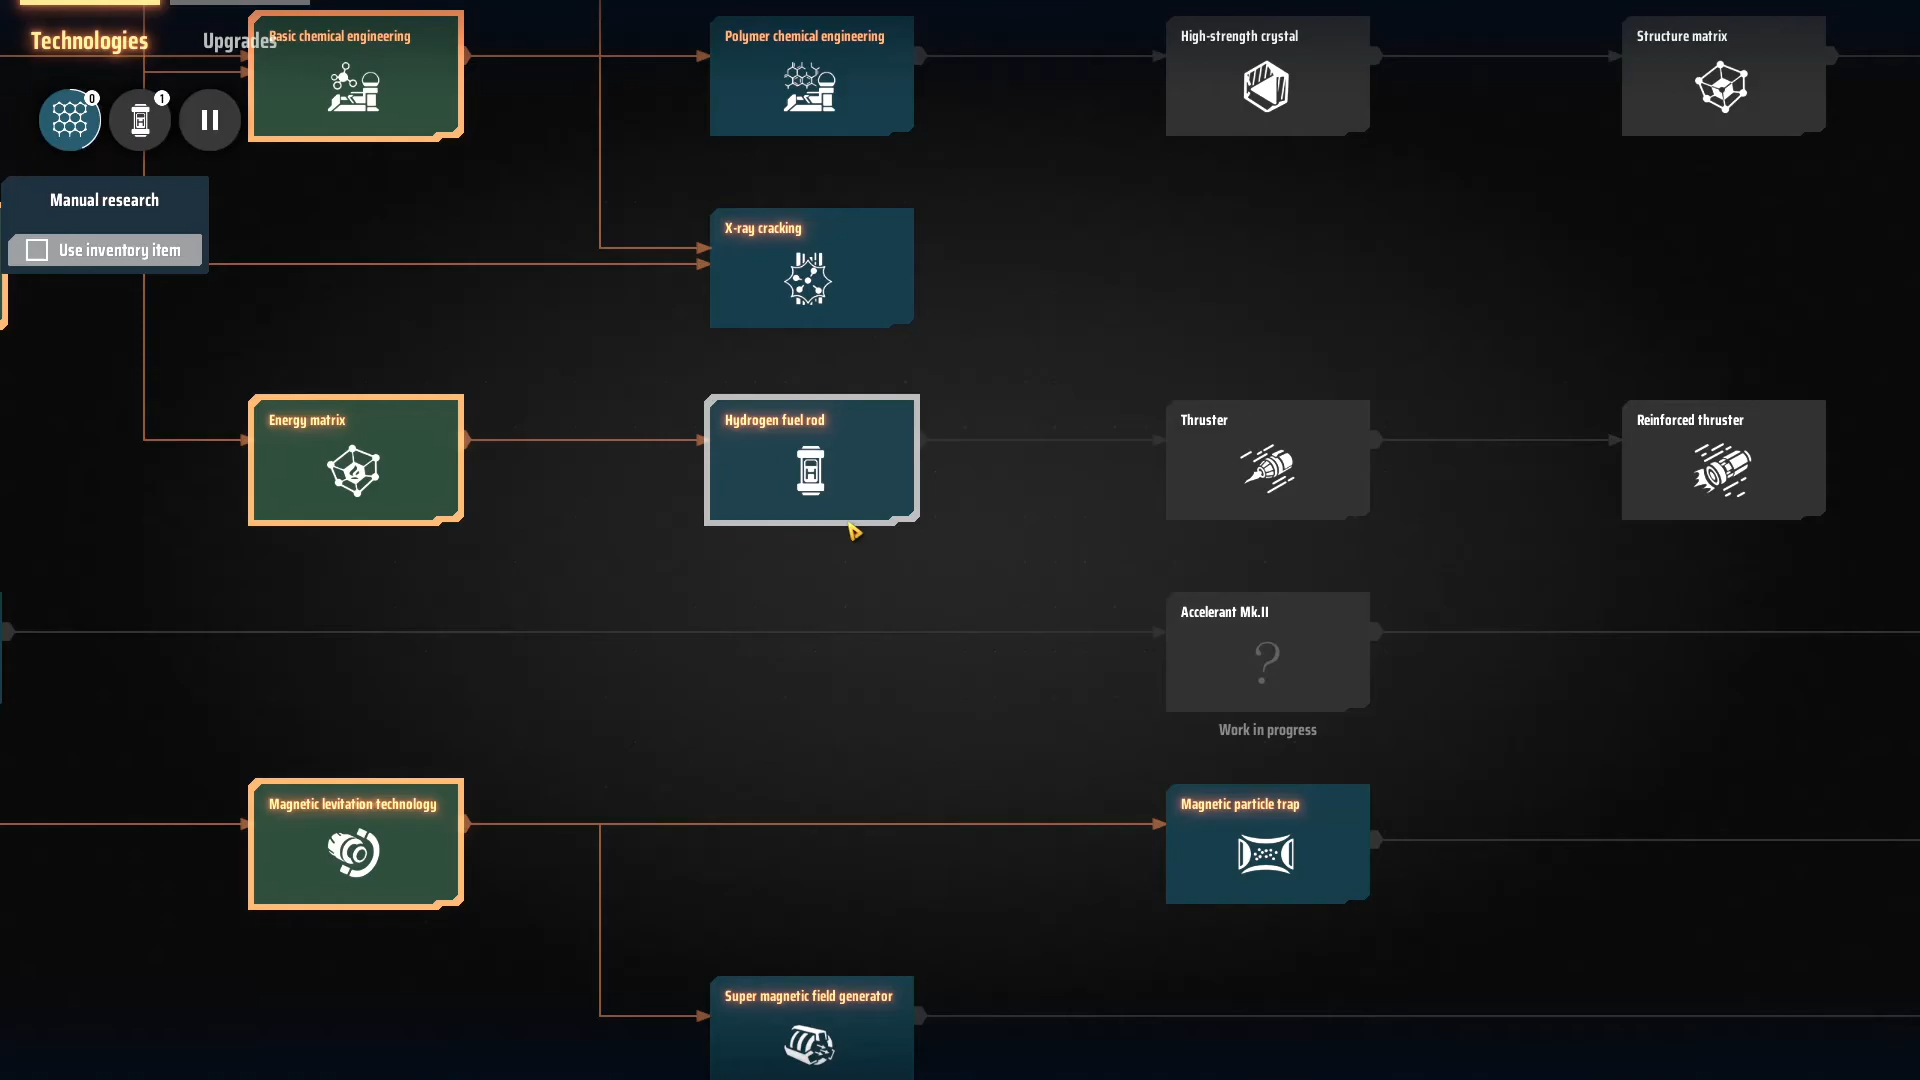 Technologies
Upgrades
0
1
Manual research
Use inventory item
Basic chemical engineering
Polymer chemical engineering
High-strength crystal
Structure matrix
X-ray cracking
Energy matrix
Hydrogen fuel rod
Thruster
Reinforced thruster
Accelerant Mk.II
?
Work in progress
Magnetic levitation technology
Magnetic particle trap
Super magnetic field generator